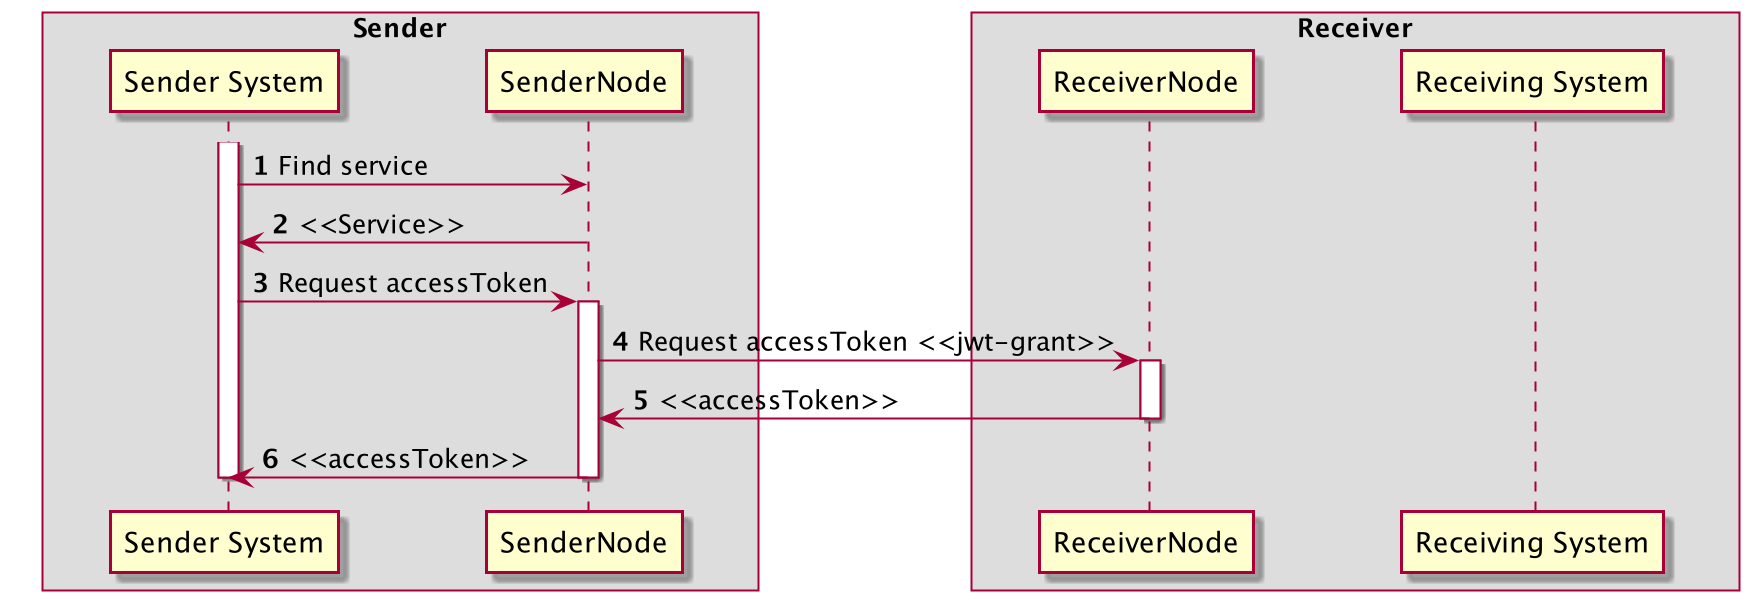 Sender
Receiver
Sender System
SenderNode
ReceiverNode
Receiving System
1 Find service
2 <<Service>>
3 Request accessToken
4 Request accessToken <<jwt-grant>>
5 <<accessToken>>
6 <<accessToken>>
Sender System
SenderNode
ReceiverNode
Receiving System